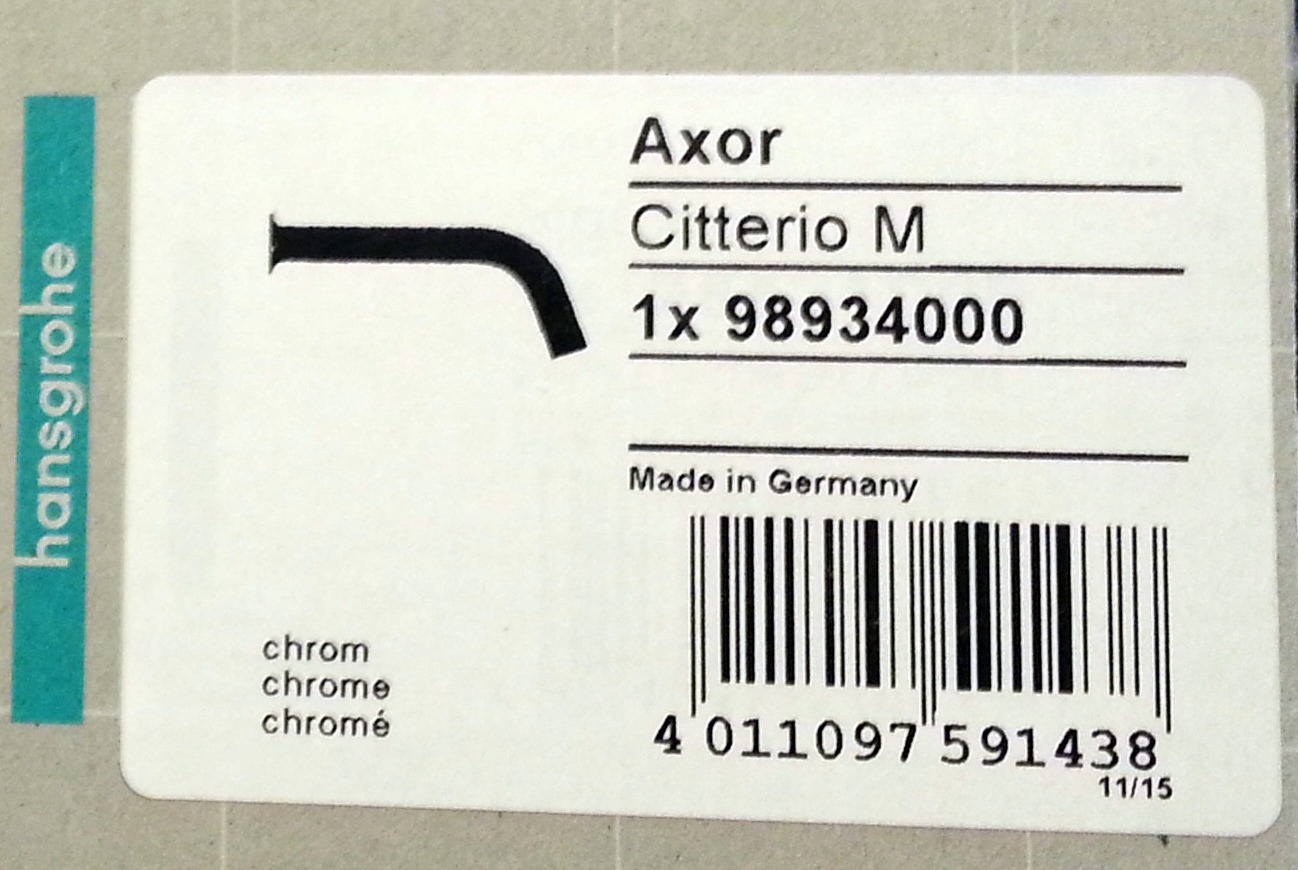 hansgrohe
Axor
Citterio M
1x 98934000
Made in Germany
chrom
chrome
chromé
4 011097 591438
11/15